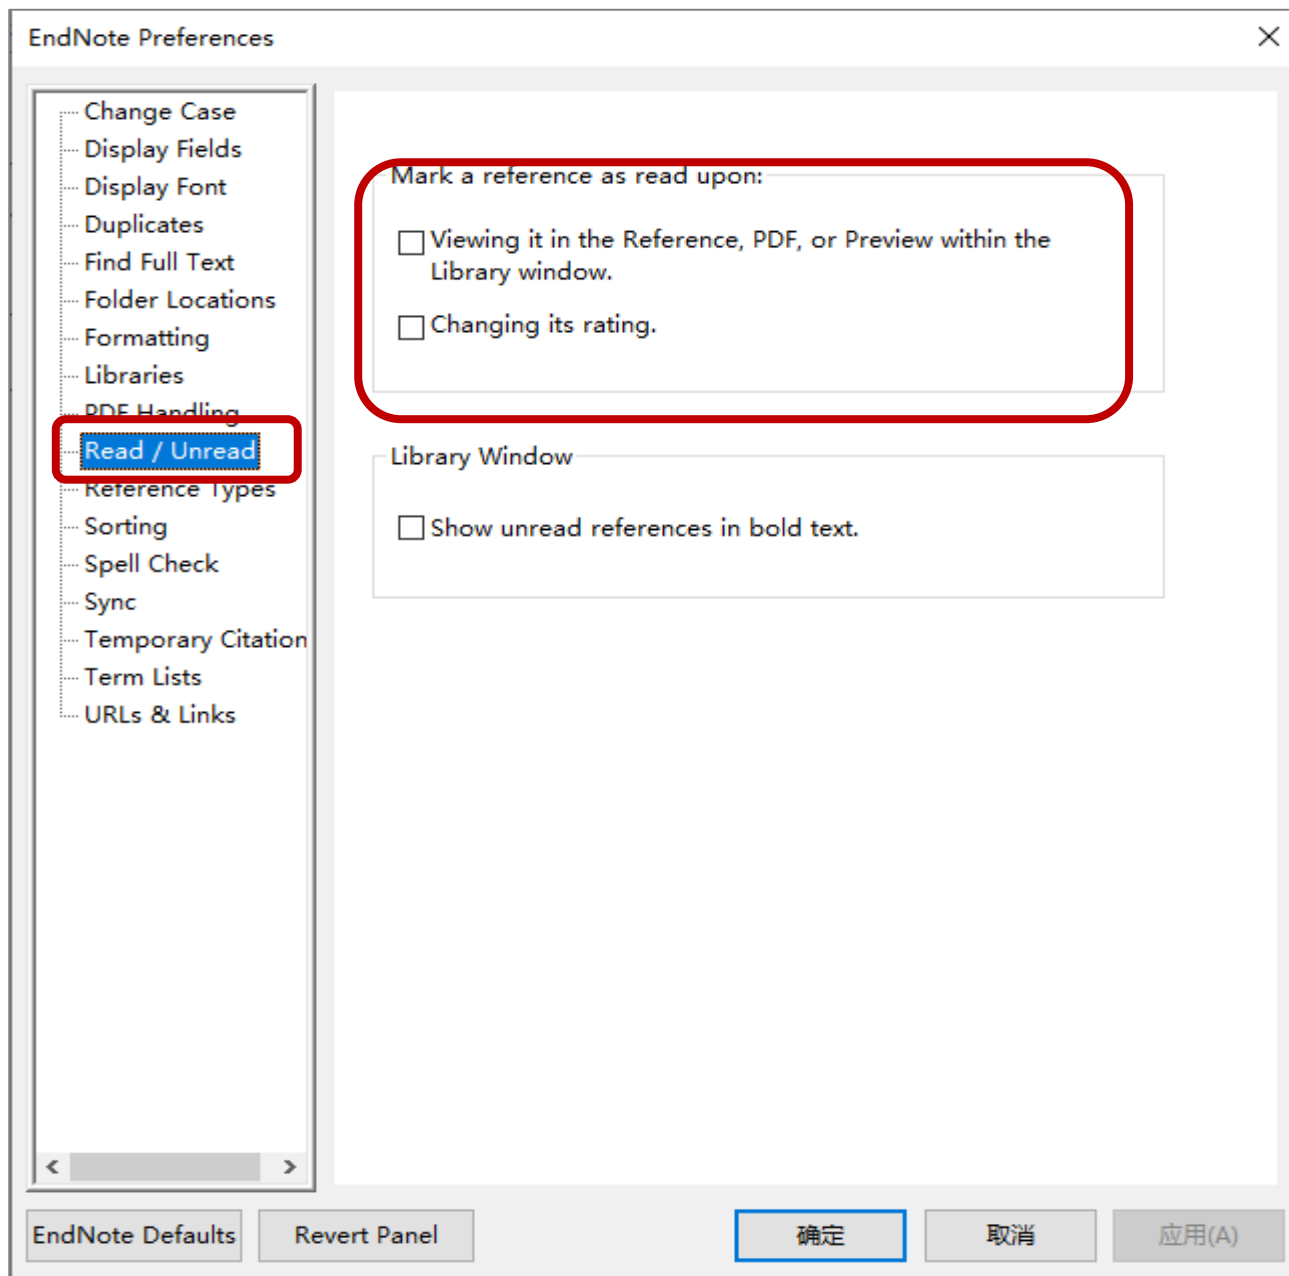 EndNote Preferences
Change Case
Display Fields
Display Font
Duplicates
Find Full Text
Folder Locations
Formatting
Libraries
PDF Handling
Read / Unread
Reference Types
Sorting
Spell Check
Sync
Temporary Citation
Term Lists
URLs & Links
Mark a reference as read upon:
Viewing it in the Reference, PDF, or Preview within the
Library window.
Changing its rating.
Library Window
Show unread references in bold text.
EndNote Defaults
Revert Panel
确定
取消
应用(A)